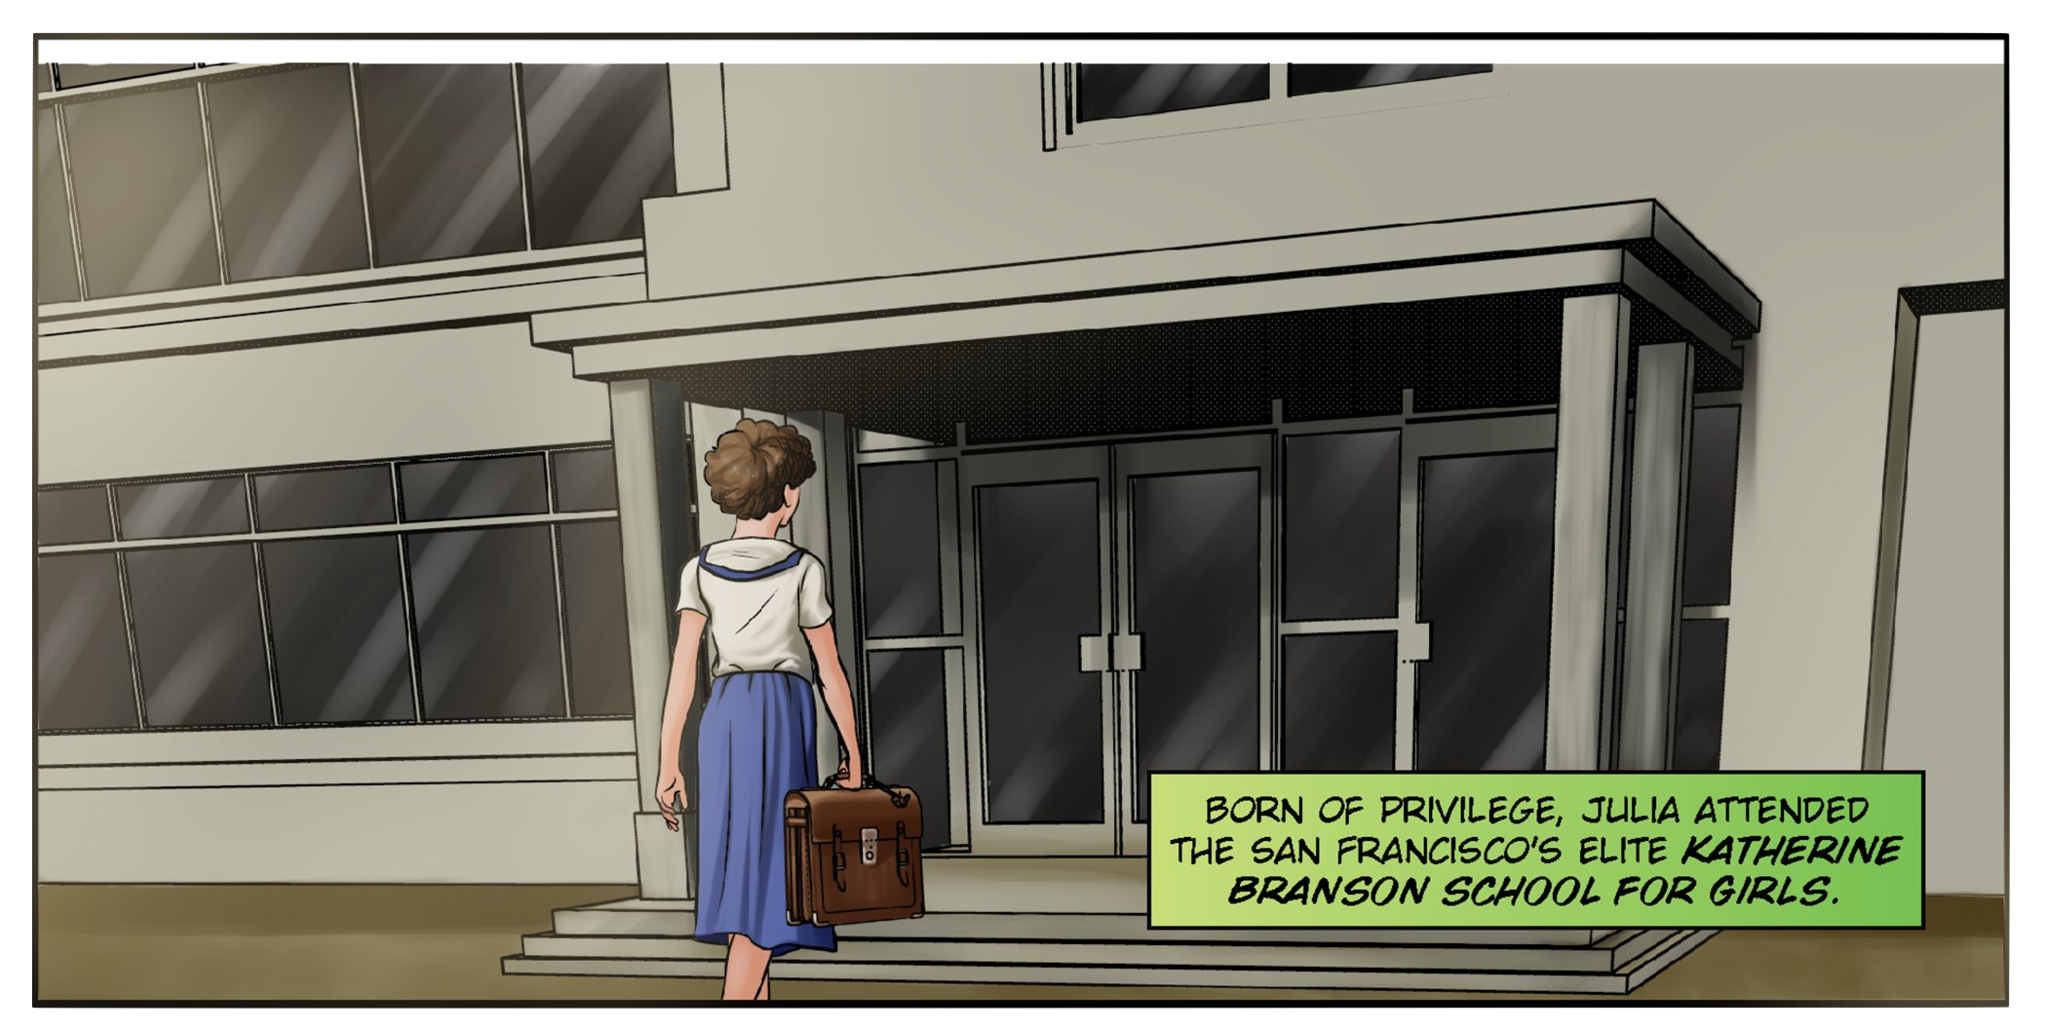 BORN OF PRIVILEGE, JULIA ATTENDED
THE SAN FRANCISCO'S ELITE KATHERINE
BRANSON SCHOOL FOR GIRLS.